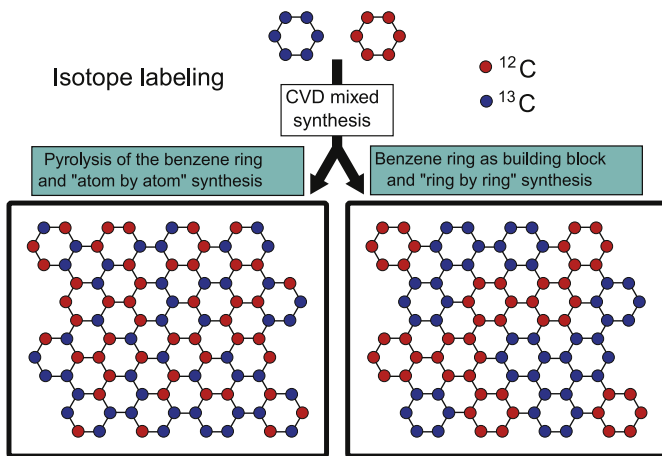 Isotope labeling
CVD mixed
synthesis
¹²C
¹³C
Pyrolysis of the benzene ring
and "atom by atom" synthesis
Benzene ring as building block
and "ring by ring" synthesis